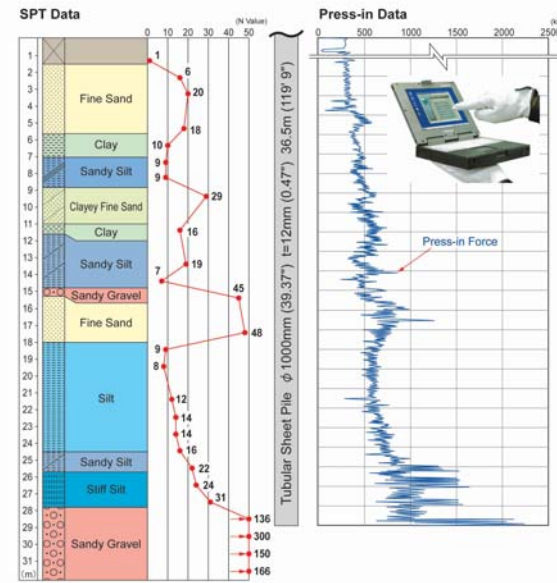 SPT Data
(N Value)
Press-in Data
0 10 20 30 40 50
0 500 1000 1500 2000
1
2
3
4
5
6
7
8
9
10
11
12
13
14
15
16
17
18
19
20
21
22
23
24
25
26
27
28
29
30
31
(m)
Fine Sand
Clay
Sandy Silt
Clayey Fine Sand
Clay
Sandy Silt
Sandy Gravel
Fine Sand
Silt
Sandy Silt
Stiff Silt
Sandy Gravel
1
6
20
18
10
9
9
29
16
19
7
45
48
9
8
12
14
14
16
22
24
31
136
300
150
166
Tubular Sheet Pile ϕ1000mm (39.37") t=12mm (0.47") 36.5m (119' 9")
Press-in Force